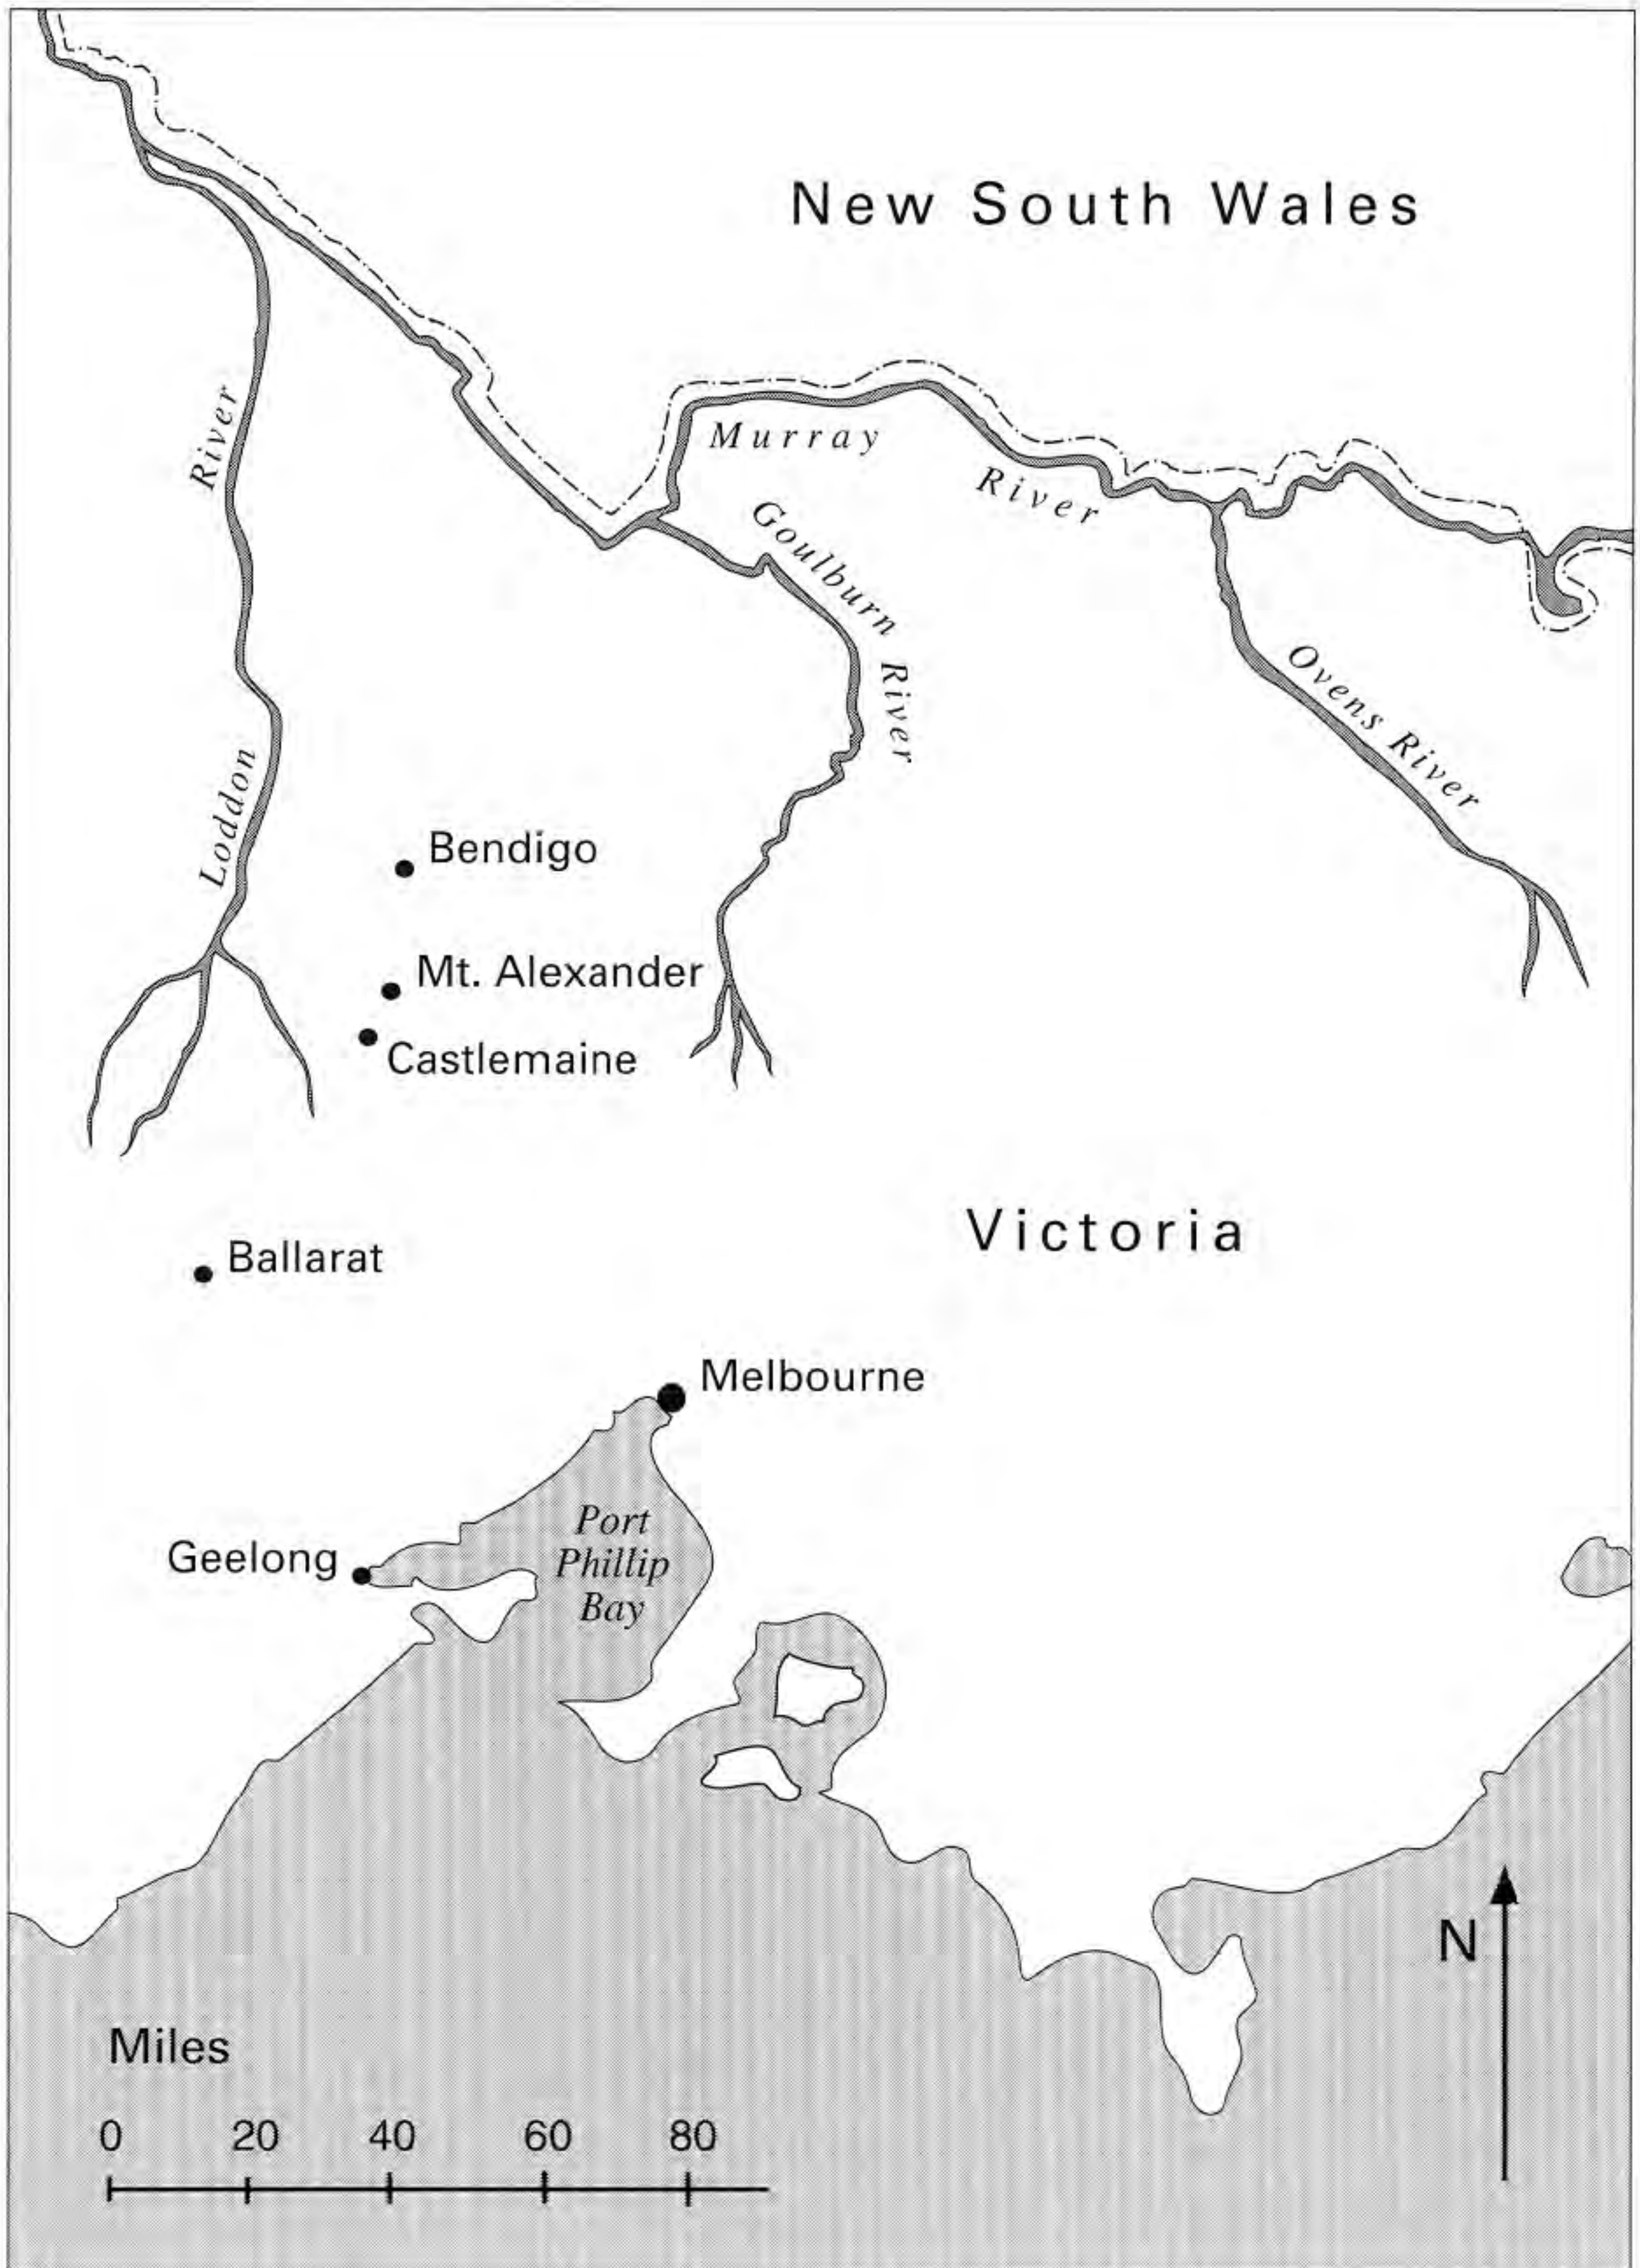 New South Wales
Murray
River
Goulburn River
Ovens River
Loddon River
Bendigo
Mt. Alexander
Castlemaine
Ballarat
Victoria
Melbourne
Port
Phillip
Bay
Geelong
N
Miles
0 20 40 60 80